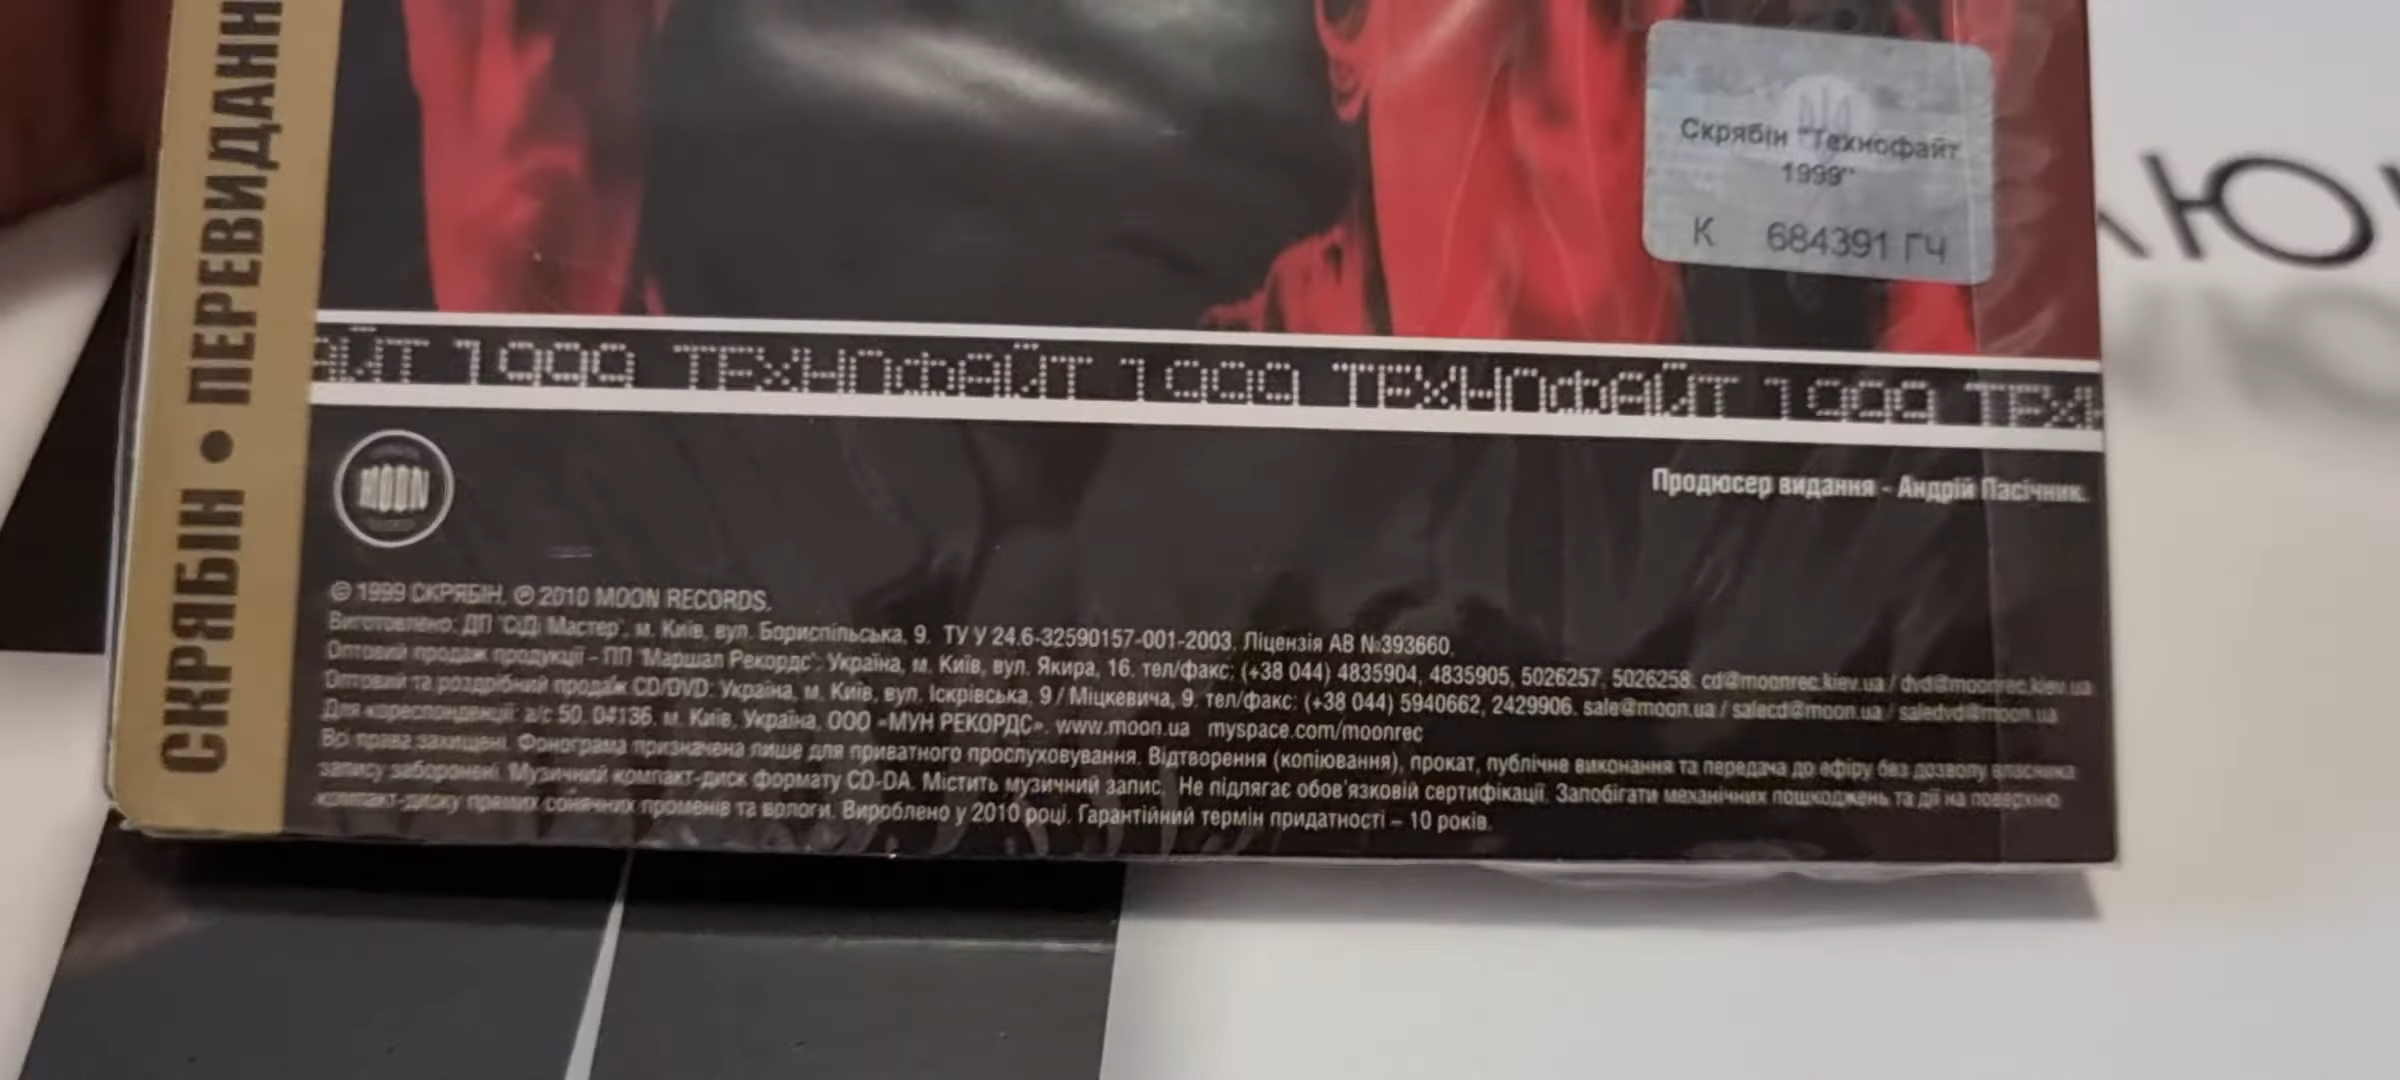 СКРЯБІН • ПЕРЕВИДАНН
Скрябін "Технофайт
1999"
К 684391 ГЧ
АЙТ 1999 ТЕХНОФАЙТ 1999 ТЕХНОФАЙТ 1999 ТЕХН
MOON
Продюсер видання - Андрій Пасічник.
© 1999 СКРЯБІН. ℗ 2010 MOON RECORDS.
Виготовлено: ДП "СіДі Мастер", м. Київ, вул. Бориспільська, 9. ТУ У 24.6-32590157-001-2003, Ліцензія АВ №393660.
Оптовий продаж продукції – ПП "Маршал Рекордс": Україна, м. Київ, вул. Якира, 16. тел/факс: (+38 044) 4835904, 4835905, 5026257, 5026258. cd@moonrec.kiev.ua / dvd@moonrec.kiev.ua
Оптовий та роздрібний продаж CD/DVD: Україна, м. Київ, вул. Іскрівська, 9 / Міцкевича, 9. тел/факс: (+38 044) 5940662, 2429906. sale@moon.ua / salecd@moon.ua / saledvd@moon.ua
Для кореспонденції: а/с 50, 04136, м. Київ, Україна, ООО «МУН РЕКОРДС». www.moon.ua myspace.com/moonrec
Всі права захищені. Фонограма призначена лише для приватного прослуховування. Відтворення (копіювання), прокат, публічне виконання та передача до ефіру без дозволу власника
запису заборонені. Музичний компакт-диск формату CD-DA. Містить музичний запис. Не підлягає обов'язковій сертифікації. Запобігати механічних пошкоджень та дії на поверхню
компакт-диску прямих сонячних променів та вологи. Вироблено у 2010 році. Гарантійний термін придатності – 10 років.